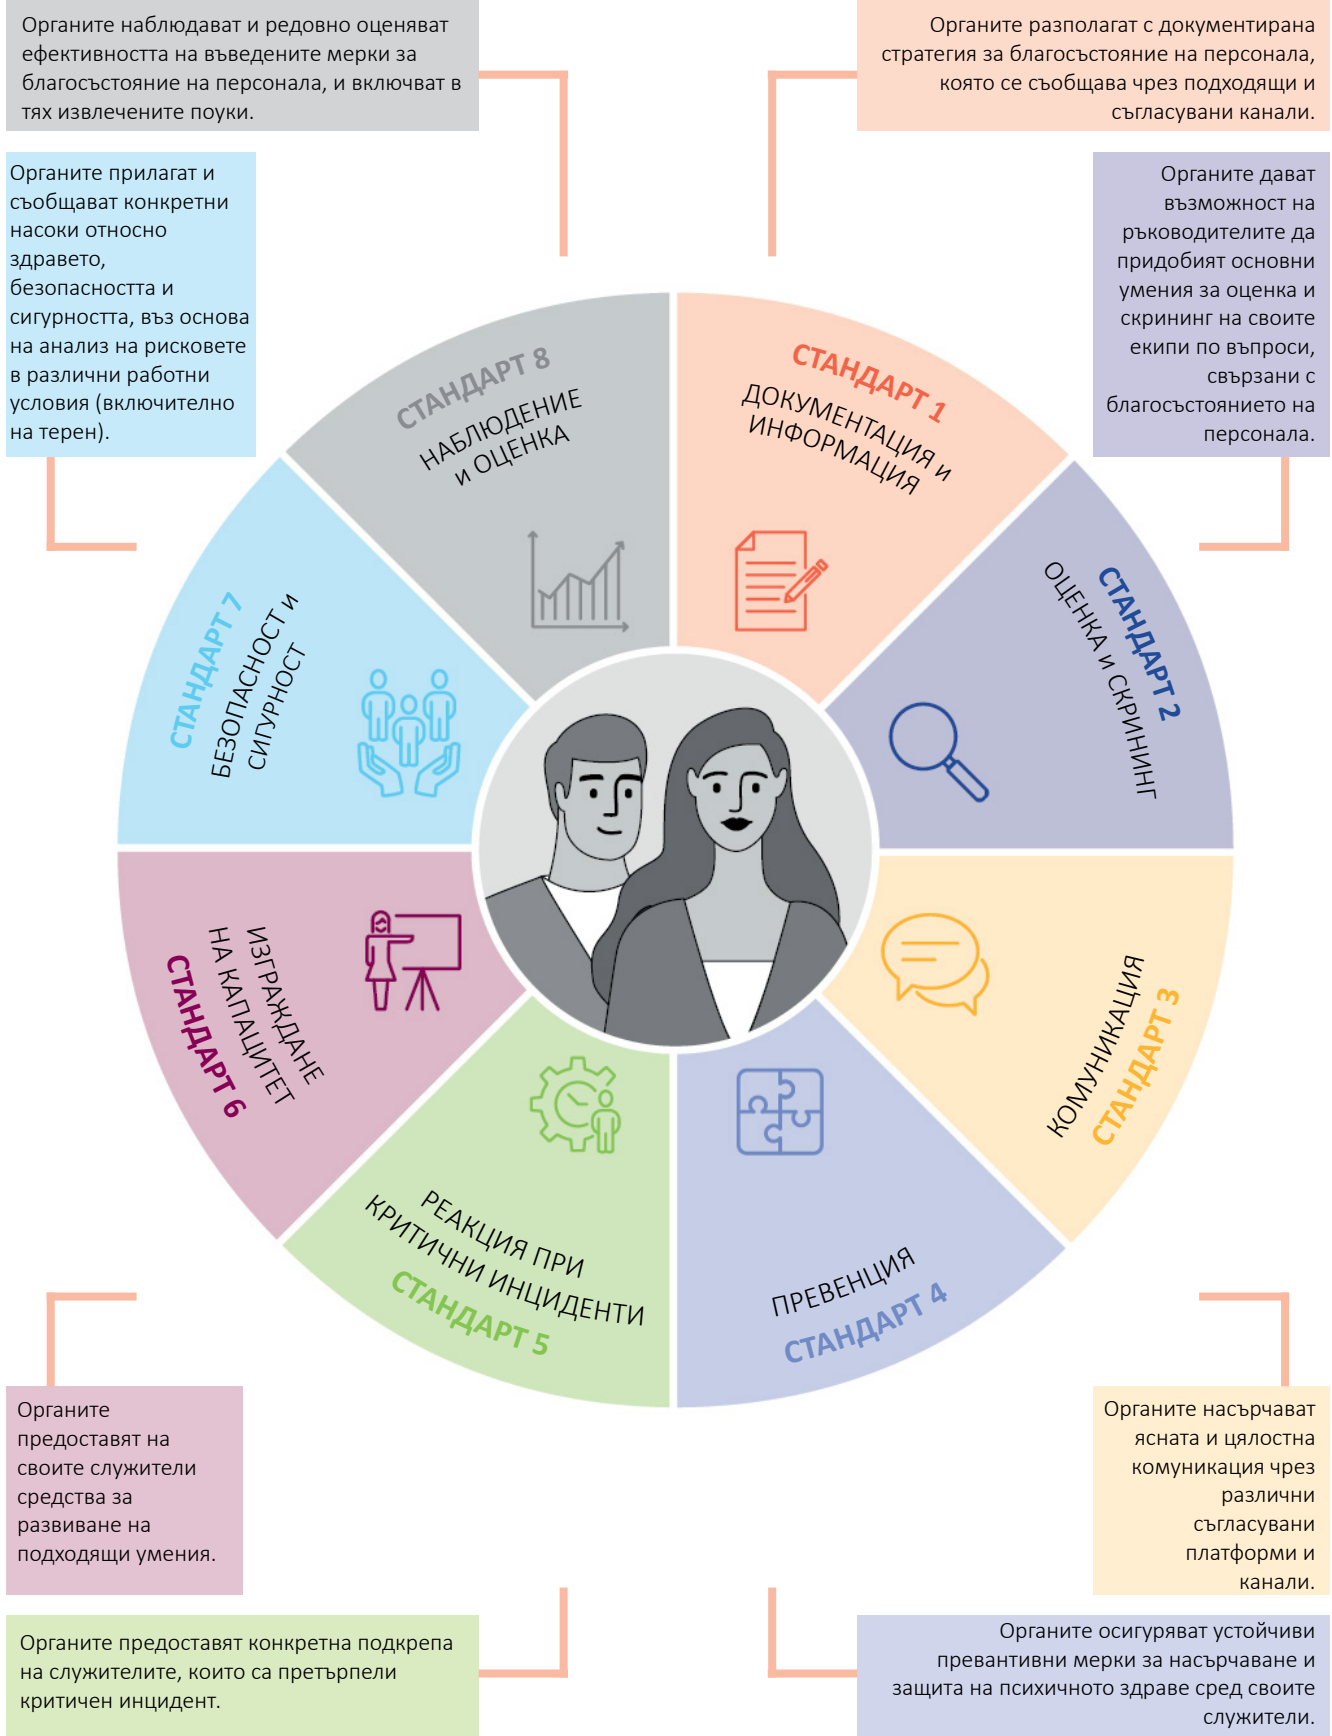 Органите наблюдават и редовно оценяват
ефективността на въведените мерки за
благосъстояние на персонала, и включват в
тях извлечените поуки.
Органите разполагат с документирана
стратегия за благосъстояние на персонала,
която се съобщава чрез подходящи и
съгласувани канали.
Органите прилагат и
съобщават конкретни
насоки относно
здравето,
безопасността и
сигурността, въз основа
на анализ на рисковете
в различни работни
условия (включително
на терен).
Органите дават
възможност на
ръководителите да
придобият основни
умения за оценка и
скрининг на своите
екипи по въпроси,
свързани с
благосъстоянието на
персонала.
СТАНДАРТ 8
НАБЛЮДЕНИЕ
и ОЦЕНКА
СТАНДАРТ 1
ДОКУМЕНТАЦИЯ и
ИНФОРМАЦИЯ
СТАНДАРТ 7
БЕЗОПАСНОСТ и
СИГУРНОСТ
СТАНДАРТ 2
ОЦЕНКА и СКРИНИНГ
ИЗГРАЖДАНЕ
НА КАПАЦИТЕТ
СТАНДАРТ 6
КОМУНИКАЦИЯ
СТАНДАРТ 3
РЕАКЦИЯ ПРИ
КРИТИЧНИ ИНЦИДЕНТИ
СТАНДАРТ 5
ПРЕВЕНЦИЯ
СТАНДАРТ 4
Органите
предоставят на
своите служители
средства за
развиване на
подходящи умения.
Органите насърчават
ясната и цялостна
комуникация чрез
различни
съгласувани
платформи и
канали.
Органите предоставят конкретна подкрепа
на служителите, които са претърпели
критичен инцидент.
Органите осигуряват устойчиви
превантивни мерки за насърчаване и
защита на психичното здраве сред своите
служители.